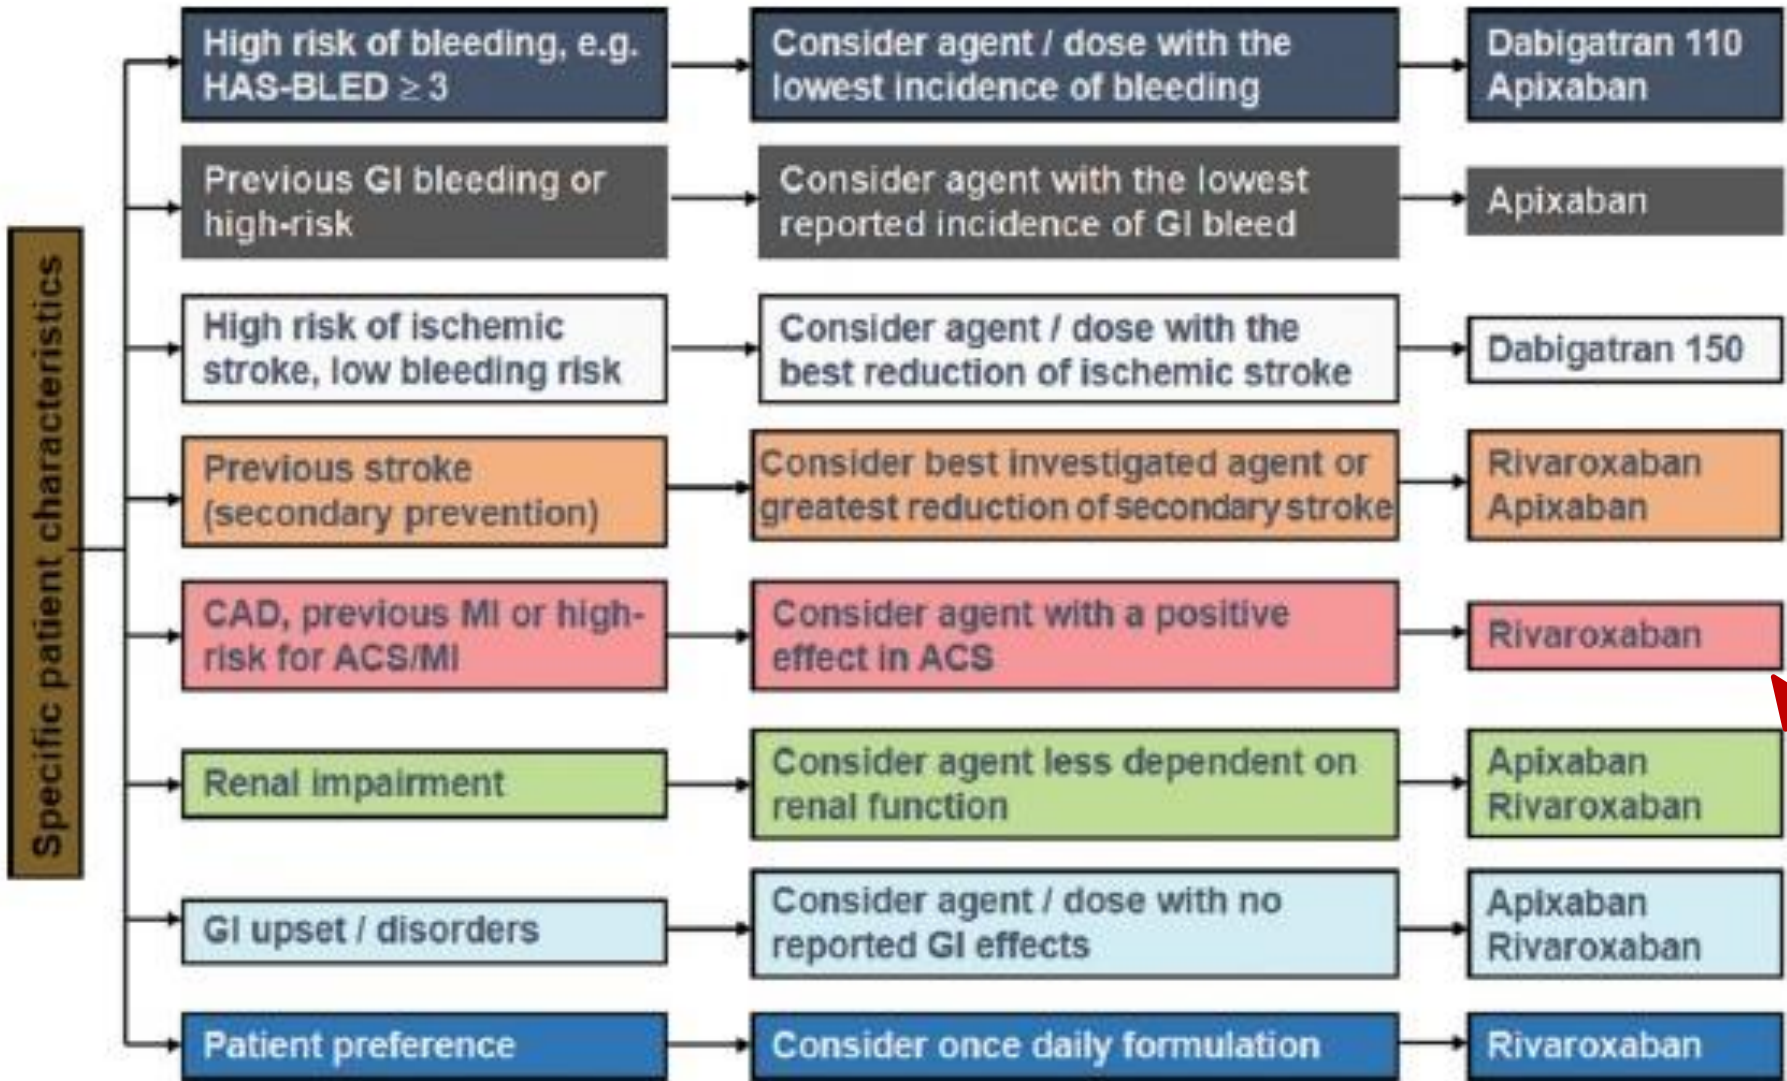 Specific patient characteristics
High risk of bleeding, e.g.
HAS-BLED ≥ 3
Consider agent / dose with the
lowest incidence of bleeding
Dabigatran 110
Apixaban
Previous GI bleeding or
high-risk
Consider agent with the lowest
reported incidence of GI bleed
Apixaban
High risk of ischemic
stroke, low bleeding risk
Consider agent / dose with the
best reduction of ischemic stroke
Dabigatran 150
Previous stroke
(secondary prevention)
Consider best investigated agent or
greatest reduction of secondary stroke
Rivaroxaban
Apixaban
CAD, previous MI or high-
risk for ACS/MI
Consider agent with a positive
effect in ACS
Rivaroxaban
Renal impairment
Consider agent less dependent on
renal function
Apixaban
Rivaroxaban
GI upset / disorders
Consider agent / dose with no
reported GI effects
Apixaban
Rivaroxaban
Patient preference
Consider once daily formulation
Rivaroxaban